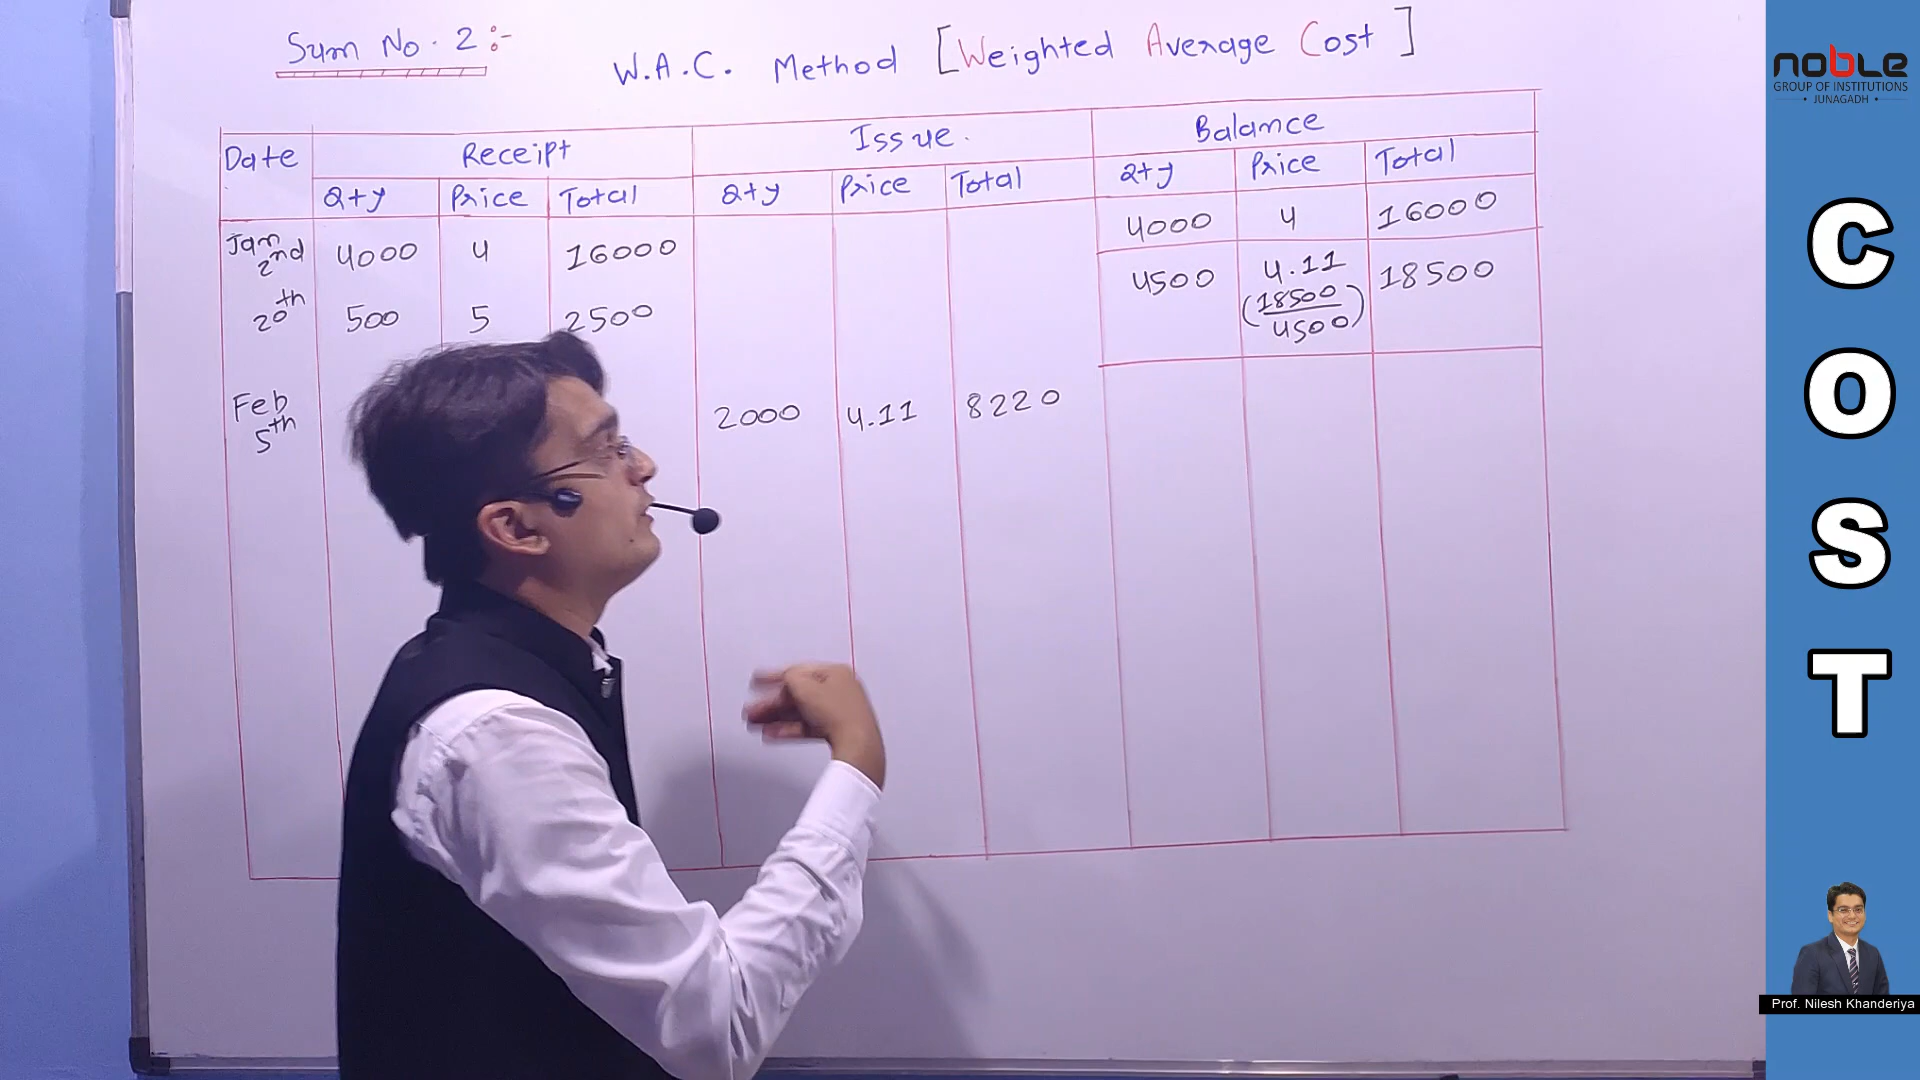 Sum No. 2 :-
W.A.C. Method [Weighted Average Cost]
Date Receipt Issue. Balance
Qty Price Total Qty Price Total Qty Price Total
Jan 2nd 4000 4 16000 4000 4 16000
20th 500 5 2500 4500 4.11 18500
(18500/4500)
Feb 5th 2000 4.11 8220
noble
GROUP OF INSTITUTIONS
• JUNAGADH •
COST
Prof. Nilesh Khanderiya